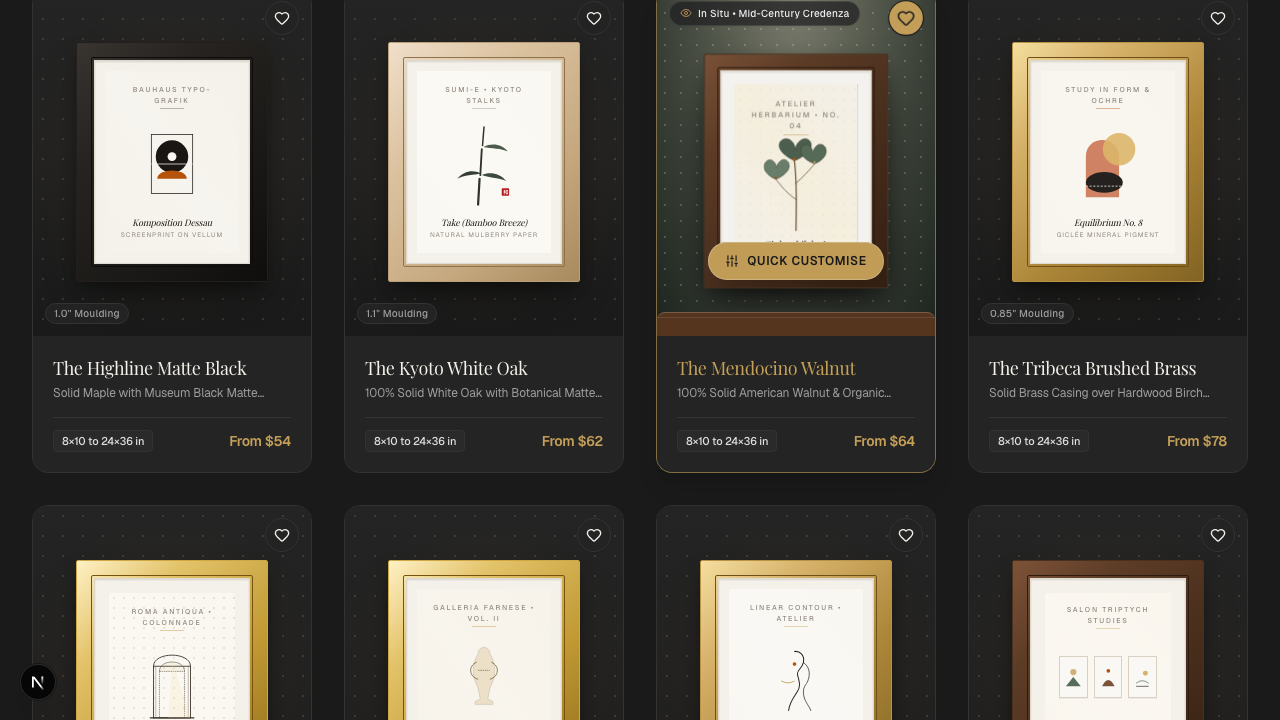 In Situ • Mid-Century Credenza
BAUHAUS TYPO-
GRAFIK
Komposition Dessau
SCREENPRINT ON VELLUM
1.0" Moulding
SUMI-E • KYOTO
STALKS
Take (Bamboo Breeze)
NATURAL MULBERRY PAPER
1.1" Moulding
ATELIER
HERBARIUM • NO.
04
QUICK CUSTOMISE
STUDY IN FORM &
OCHRE
Equilibrium No. 8
GICLÉE MINERAL PIGMENT
0.85" Moulding
The Highline Matte Black
Solid Maple with Museum Black Matte...
8×10 to 24×36 in
From $54
The Kyoto White Oak
100% Solid White Oak with Botanical Matte...
8×10 to 24×36 in
From $62
The Mendocino Walnut
100% Solid American Walnut & Organic...
8×10 to 24×36 in
From $64
The Tribeca Brushed Brass
Solid Brass Casing over Hardwood Birch...
8×10 to 24×36 in
From $78
ROMA ANTIQUA •
COLONNADE
GALLERIA FARNESE •
VOL. II
LINEAR CONTOUR •
ATELIER
SALON TRIPTYCH
STUDIES
N